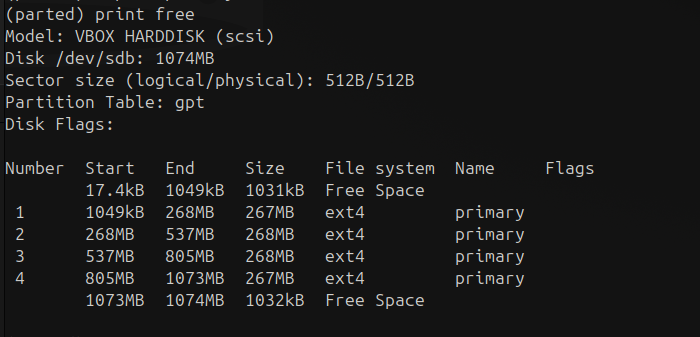 (parted) print free
Model: VBOX HARDDISK (scsi)
Disk /dev/sdb: 1074MB
Sector size (logical/physical): 512B/512B
Partition Table: gpt
Disk Flags:

Number  Start   End     Size    File system  Name     Flags
        17.4kB  1049kB  1031kB  Free Space
 1      1049kB  268MB   267MB   ext4         primary
 2      268MB   537MB   268MB   ext4         primary
 3      537MB   805MB   268MB   ext4         primary
 4      805MB   1073MB  267MB   ext4         primary
        1073MB  1074MB  1032kB  Free Space